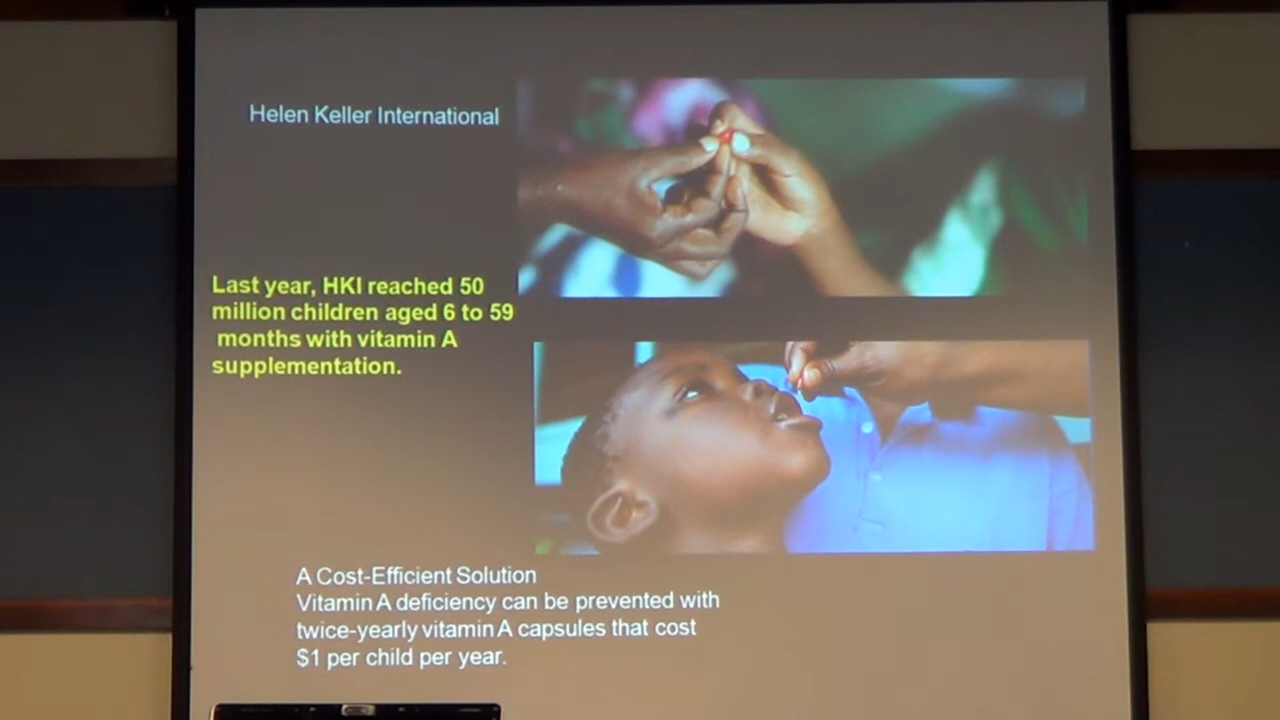 Helen Keller International
Last year, HKI reached 50
million children aged 6 to 59
months with vitamin A
supplementation.
A Cost-Efficient Solution
Vitamin A deficiency can be prevented with
twice-yearly vitamin A capsules that cost
$1 per child per year.